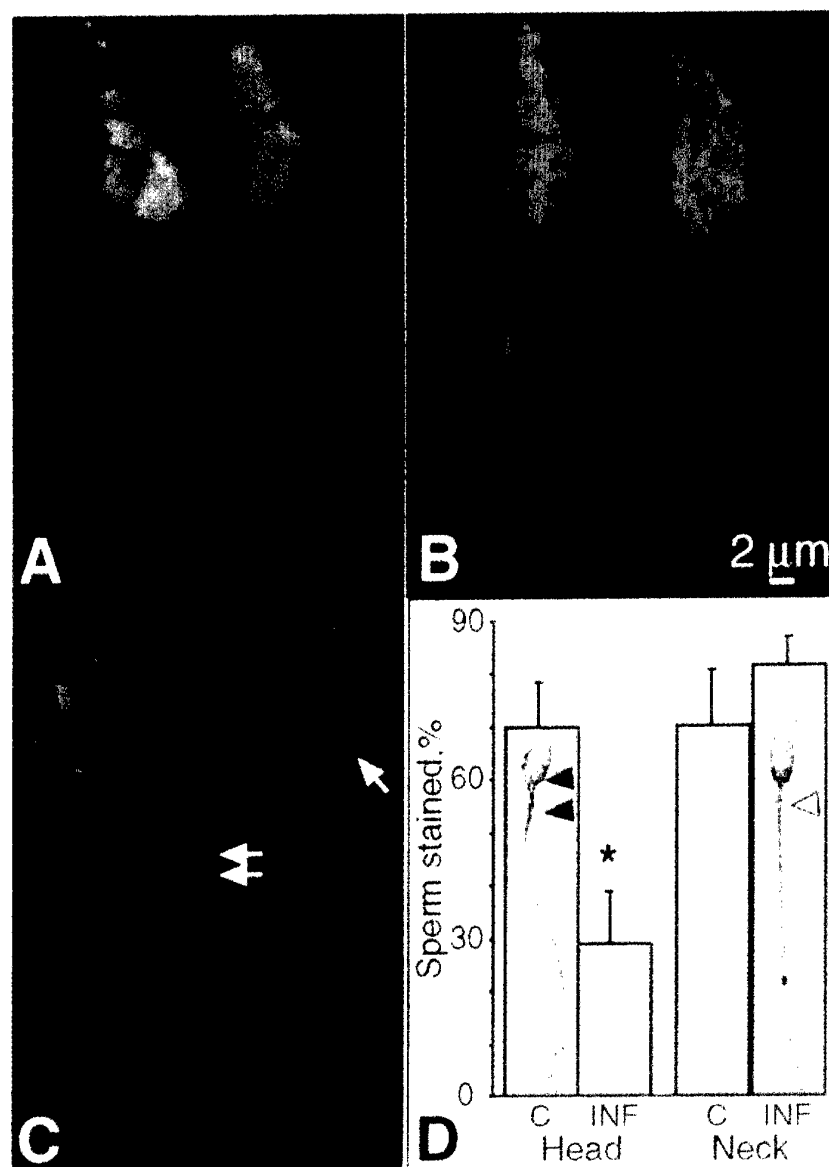 A
B
2 μm
C
D
Sperm stained.%
90
60
30
0
*
C INF C INF
Head Neck